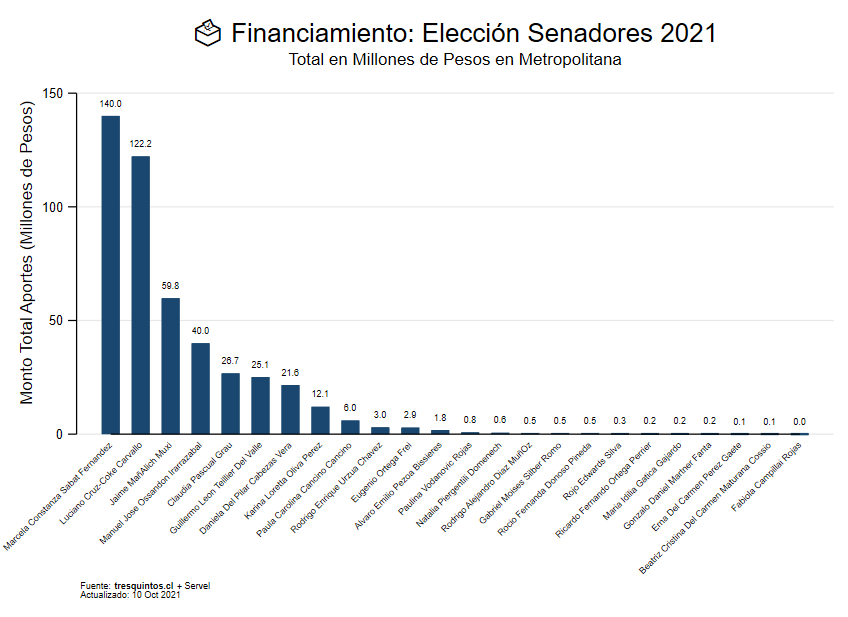 Financiamiento: Elección Senadores 2021
Total en Millones de Pesos en Metropolitana
Monto Total Aportes (Millones de Pesos)
150
100
50
0
140.0
122.2
59.8
40.0
26.7
25.1
21.6
12.1
6.0
3.0
2.9
1.8
0.8
0.6
0.5
0.5
0.5
0.3
0.2
0.2
0.2
0.1
0.1
0.0
Marcela Constanza Sabat Fernandez
Luciano Cruz-Coke Carvallo
Jaime MañAlich Muxi
Manuel Jose Ossandon Irarrazabal
Claudia Pascual Grau
Guillermo Leon Teillier Del Valle
Daniela Del Pilar Cabezas Vera
Karina Loretta Oliva Perez
Paula Carolina Cancino Cancino
Rodrigo Enrique Urzua Chavez
Eugenio Ortega Frei
Alvaro Emilio Pezoa Bissieres
Paulina Vodanovic Rojas
Natalia Piergentili Domenech
Rodrigo Alejandro Diaz MuñOz
Gabriel Moises Silber Romo
Rocio Fernanda Donoso Pineda
Rojo Edwards Silva
Ricardo Fernando Ortega Perrier
Maria Idilia Gatica Gajardo
Gonzalo Daniel Martner Fanta
Erna Del Carmen Perez Gaete
Beatriz Cristina Del Carmen Maturana Cossio
Fabiola Campillai Rojas
Fuente: tresquintos.cl + Servel
Actualizado: 10 Oct 2021